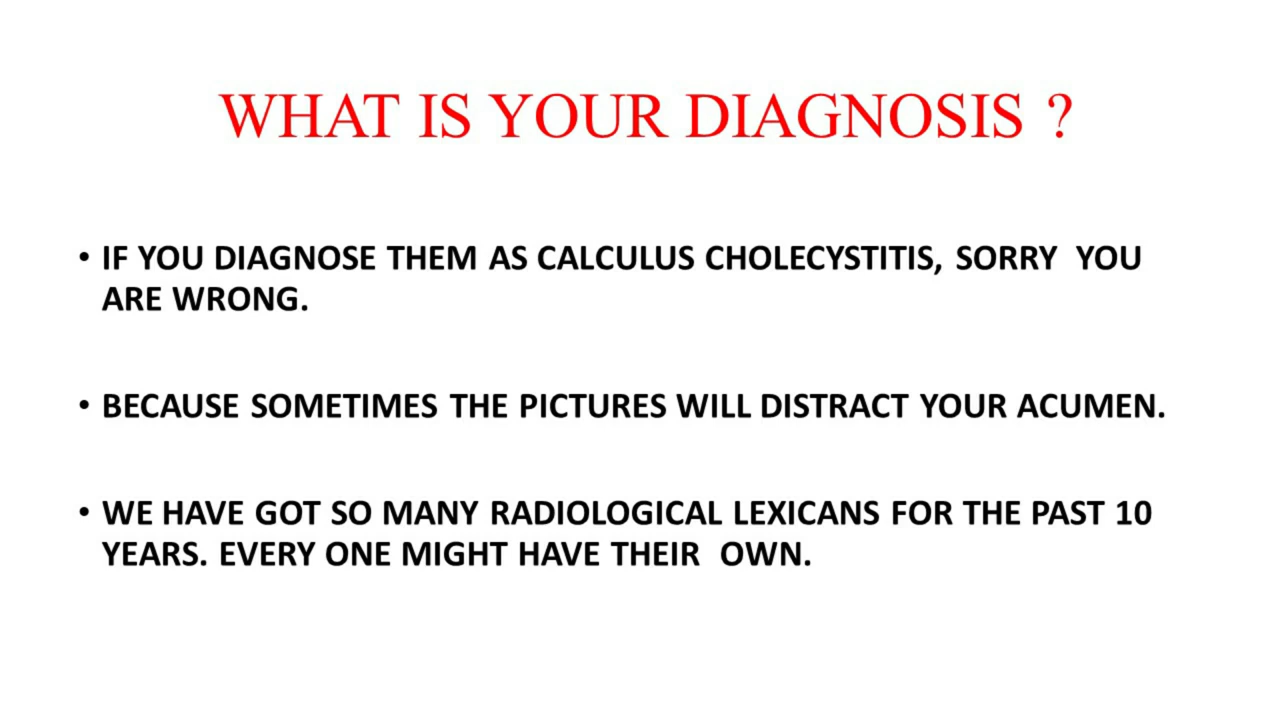 WHAT IS YOUR DIAGNOSIS ?
• IF YOU DIAGNOSE THEM AS CALCULUS CHOLECYSTITIS, SORRY YOU
ARE WRONG.
• BECAUSE SOMETIMES THE PICTURES WILL DISTRACT YOUR ACUMEN.
• WE HAVE GOT SO MANY RADIOLOGICAL LEXICANS FOR THE PAST 10
YEARS. EVERY ONE MIGHT HAVE THEIR OWN.